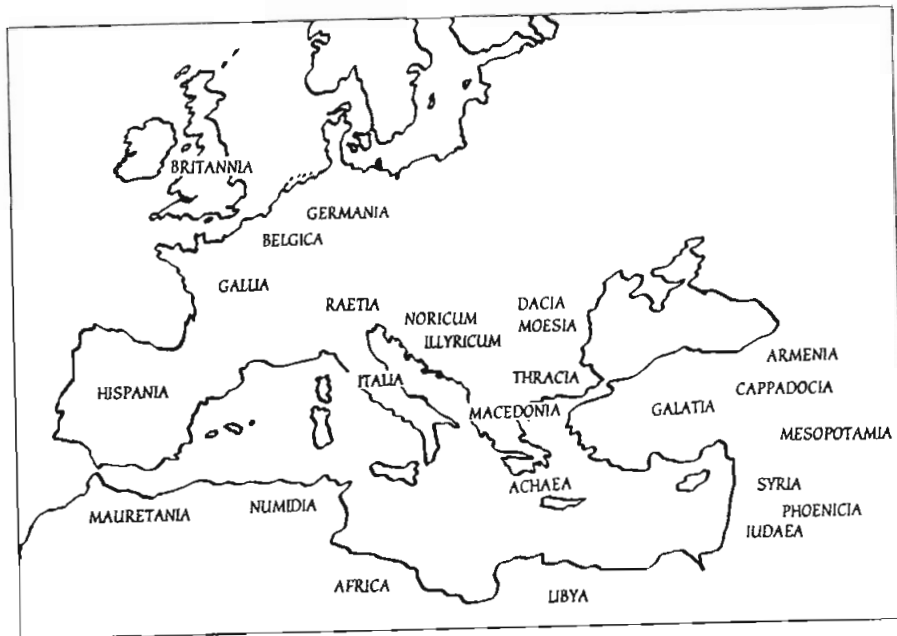 BRITANNIA
GERMANIA
BELGICA
GALLIA
RAETIA
NORICUM
ILLYRICUM
DACIA
MOESIA
ARMENIA
HISPANIA
ITALIA
THRACIA
CAPPADOCIA
MACEDONIA
GALATIA
MESOPOTAMIA
ACHAEA
SYRIA
MAURETANIA
NUMIDIA
PHOENICIA
IUDAEA
AFRICA
LIBYA